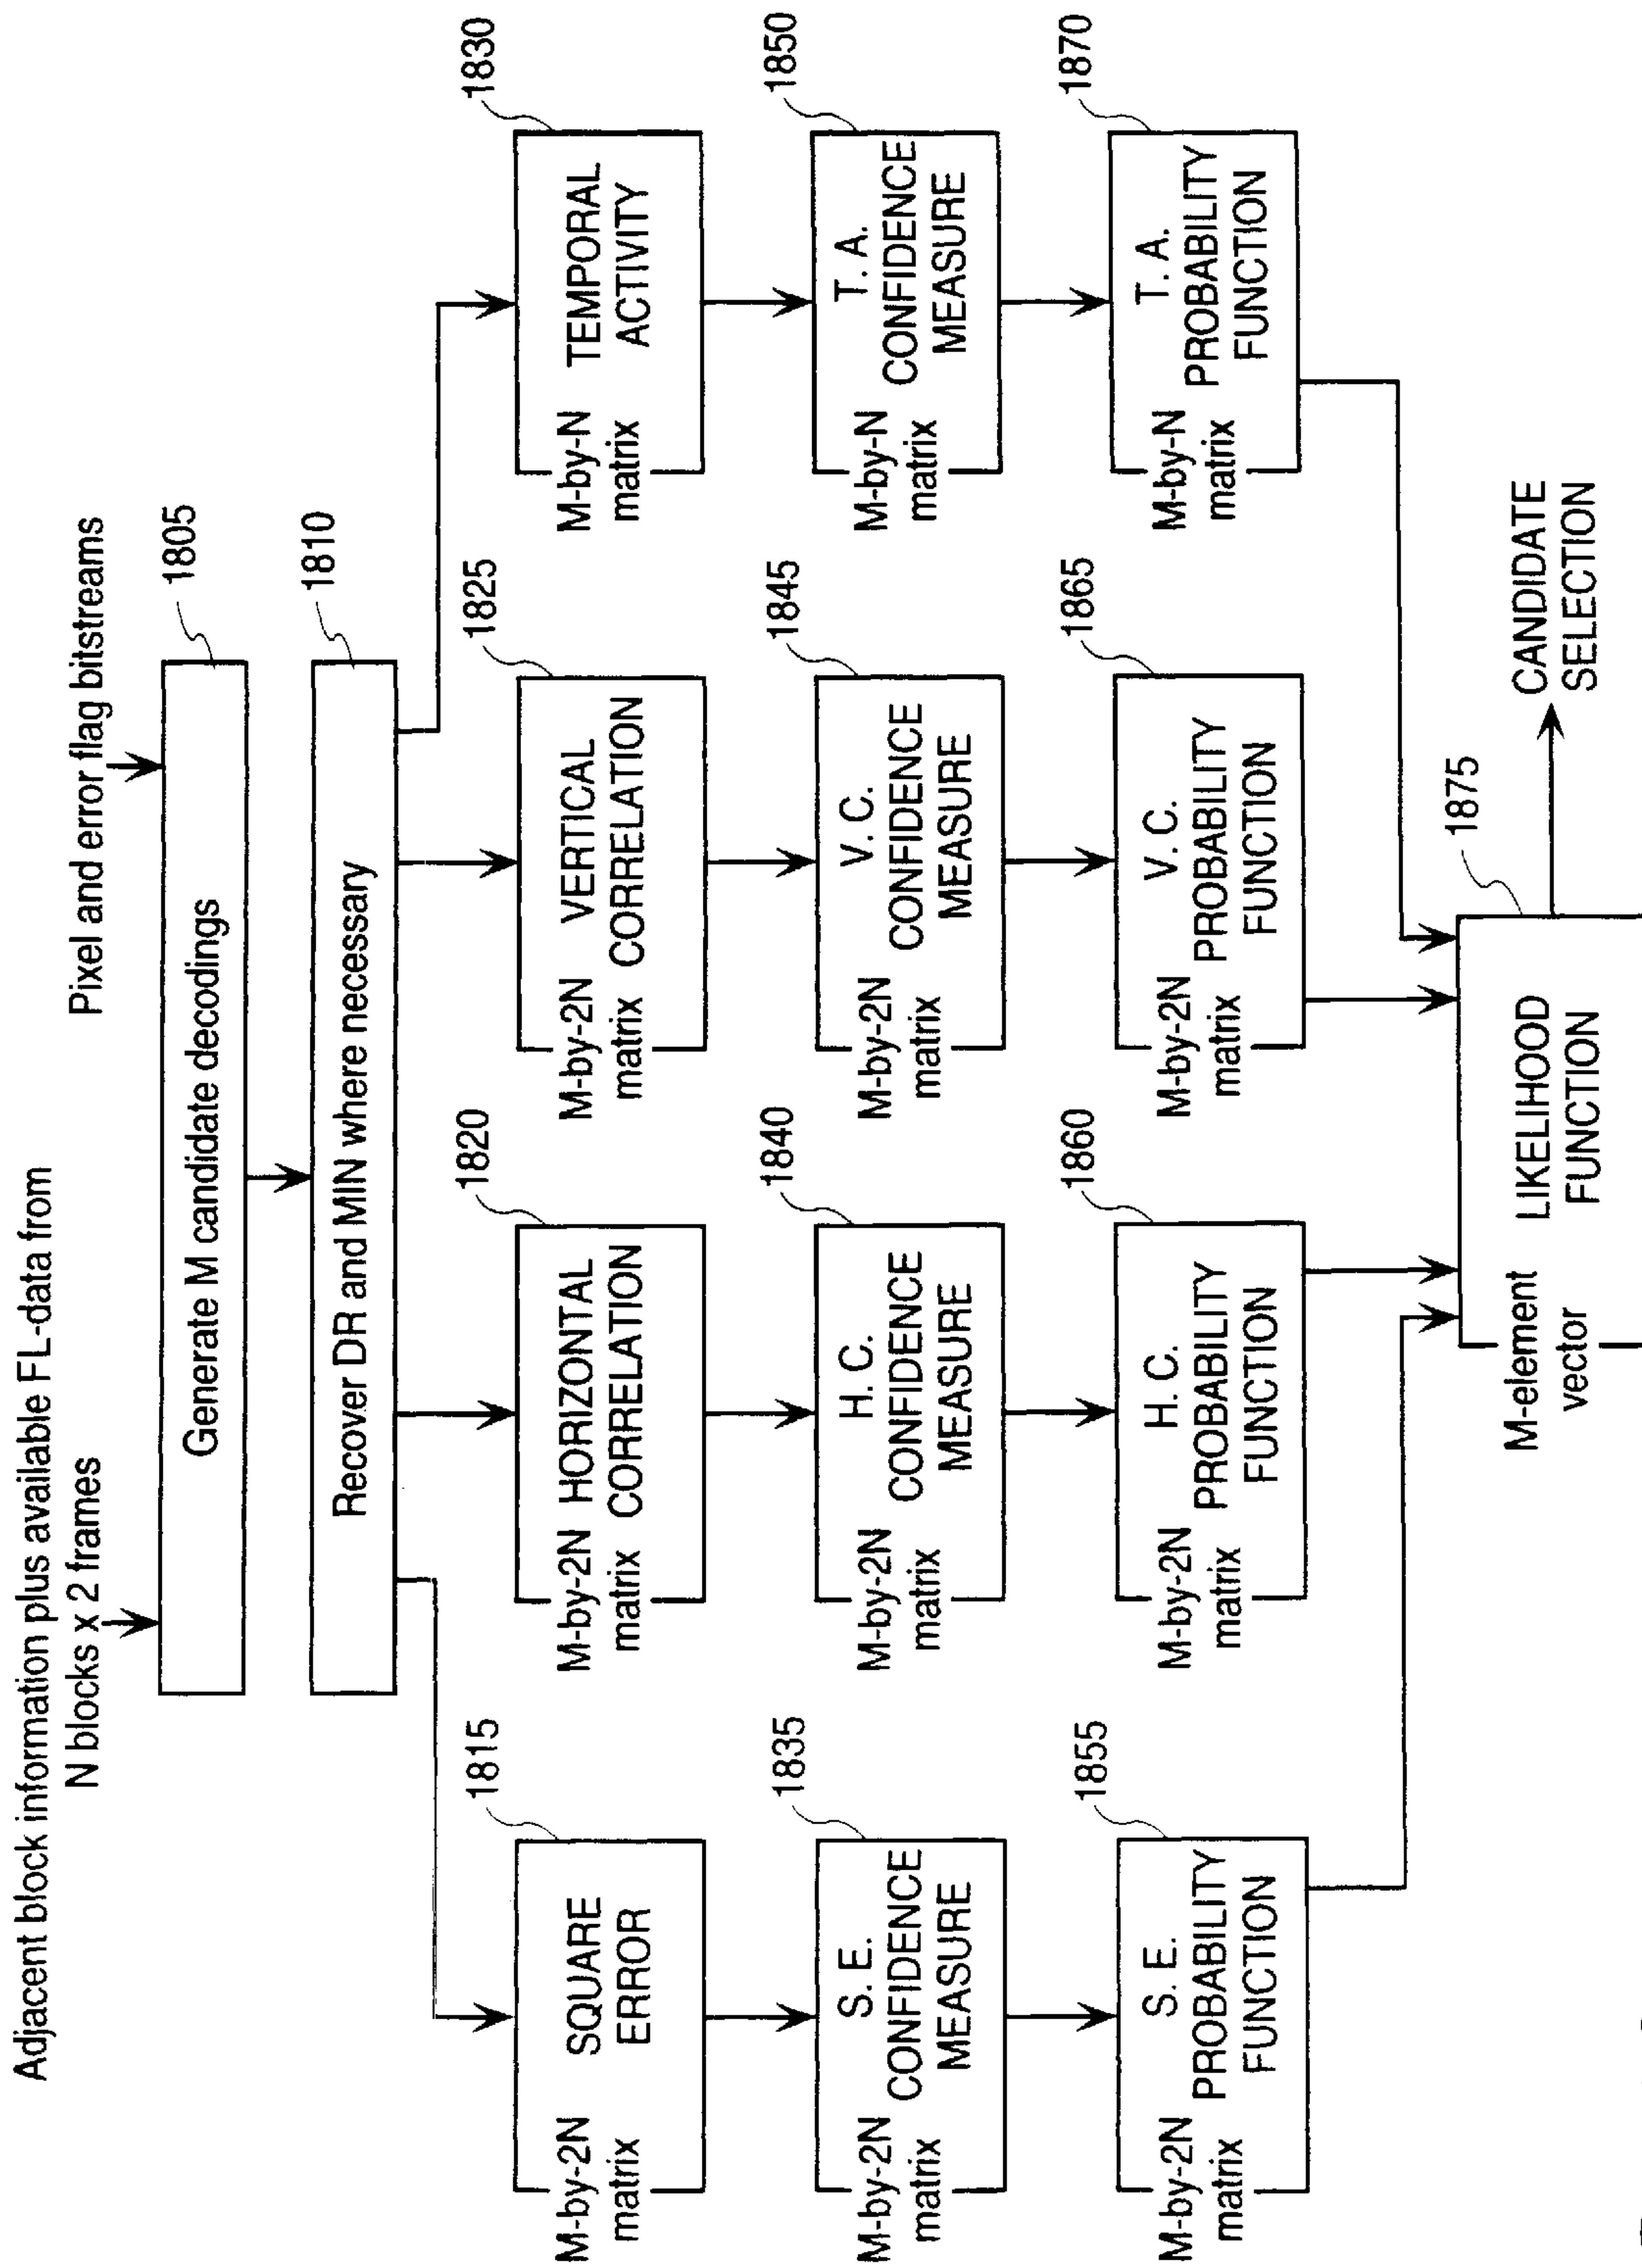 Adjacent block information plus available FL-data from
N blocks x 2 frames
Pixel and error flag bitstreams
Generate M candidate decodings
1805
Recover DR and MIN where necessary
1810
1815
M-by-2N
matrix
SQUARE
ERROR
1820
M-by-2N
matrix
HORIZONTAL
CORRELATION
1825
M-by-2N
matrix
VERTICAL
CORRELATION
1830
M-by-N
matrix
TEMPORAL
ACTIVITY
1835
M-by-2N
matrix
S. E.
CONFIDENCE
MEASURE
1840
M-by-2N
matrix
H. C.
CONFIDENCE
MEASURE
1845
M-by-2N
matrix
V. C.
CONFIDENCE
MEASURE
1850
M-by-N
matrix
T. A.
CONFIDENCE
MEASURE
1855
M-by-2N
matrix
S. E.
PROBABILITY
FUNCTION
1860
M-by-2N
matrix
H. C.
PROBABILITY
FUNCTION
1865
M-by-2N
matrix
V. C.
PROBABILITY
FUNCTION
1870
M-by-N
matrix
T. A.
PROBABILITY
FUNCTION
1875
M-element
vector
LIKELIHOOD
FUNCTION
CANDIDATE
SELECTION